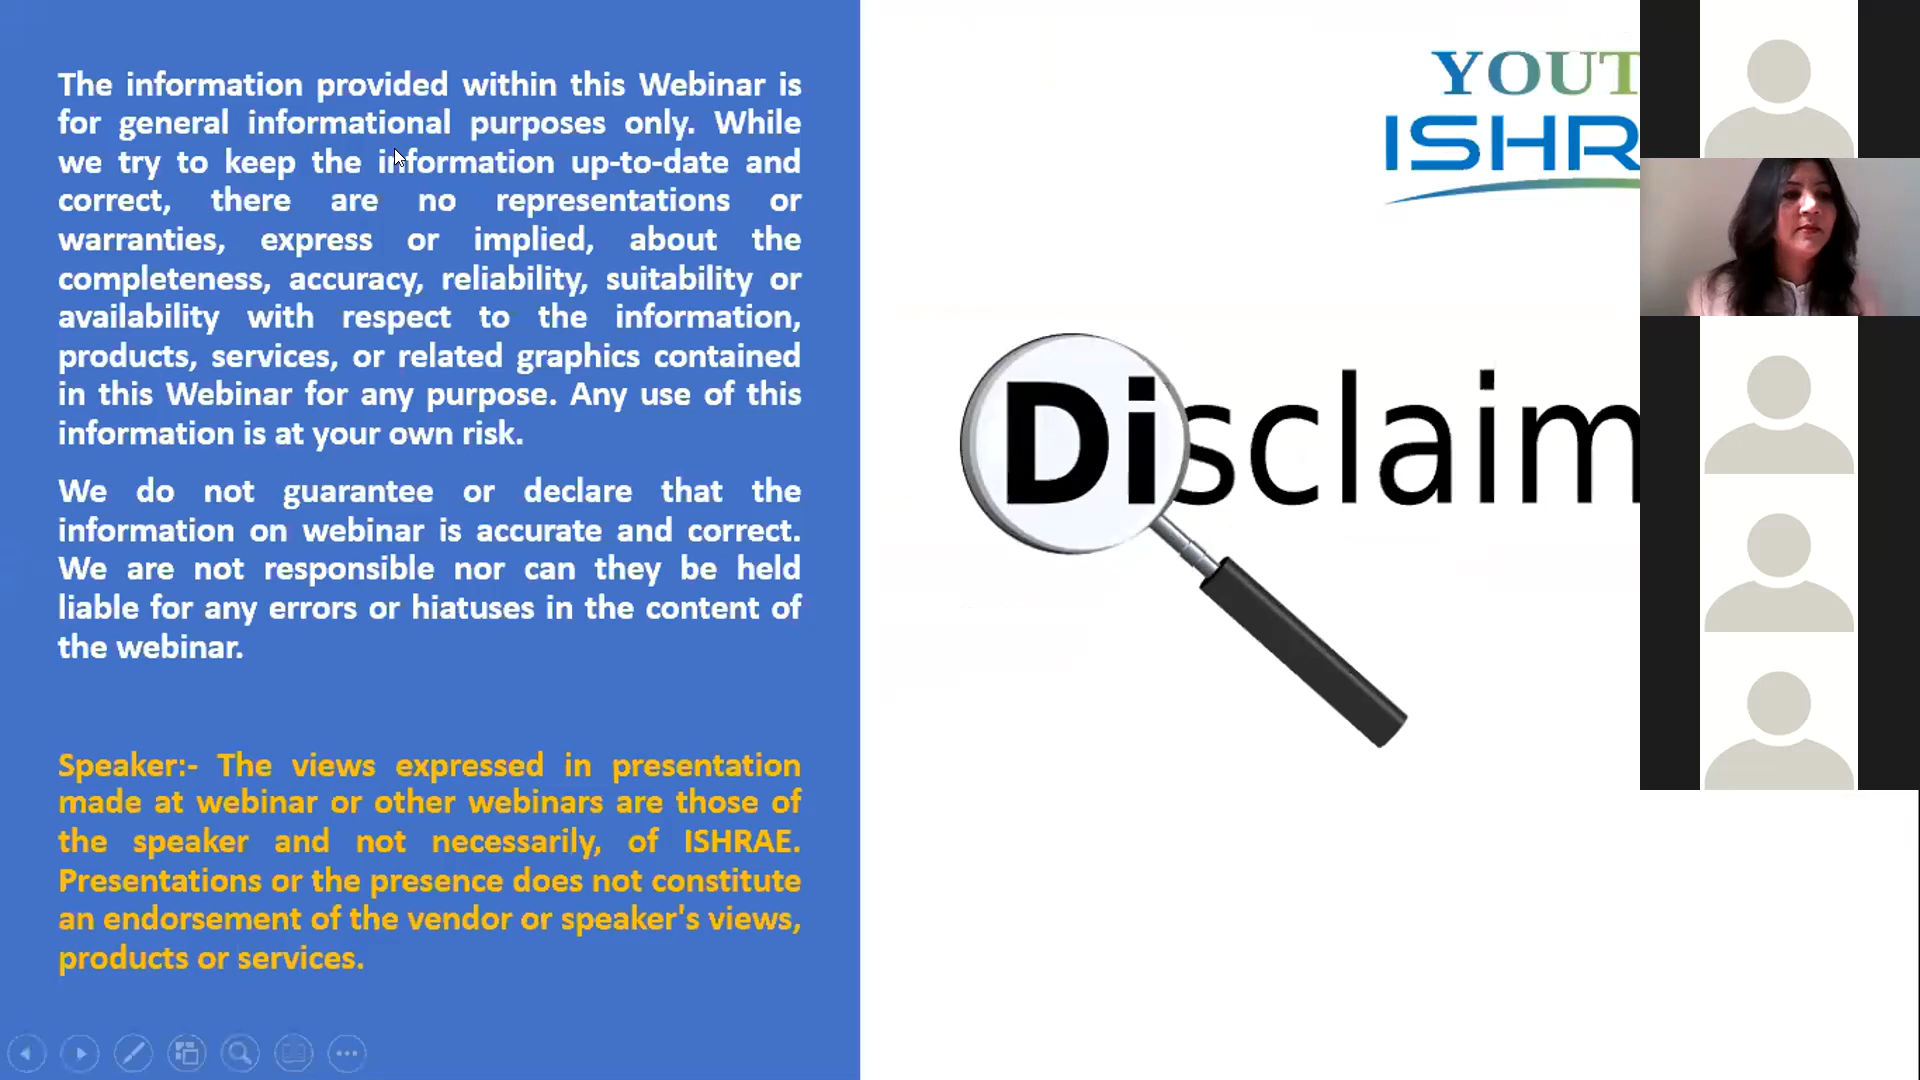 The information provided within this Webinar is
for general informational purposes only. While
we try to keep the information up-to-date and
correct, there are no representations or
warranties, express or implied, about the
completeness, accuracy, reliability, suitability or
availability with respect to the information,
products, services, or related graphics contained
in this Webinar for any purpose. Any use of this
information is at your own risk.
We do not guarantee or declare that the
information on webinar is accurate and correct.
We are not responsible nor can they be held
liable for any errors or hiatuses in the content of
the webinar.
Speaker:- The views expressed in presentation
made at webinar or other webinars are those of
the speaker and not necessarily, of ISHRAE.
Presentations or the presence does not constitute
an endorsement of the vendor or speaker's views,
products or services.
YOUT
ISHR
Disclaim